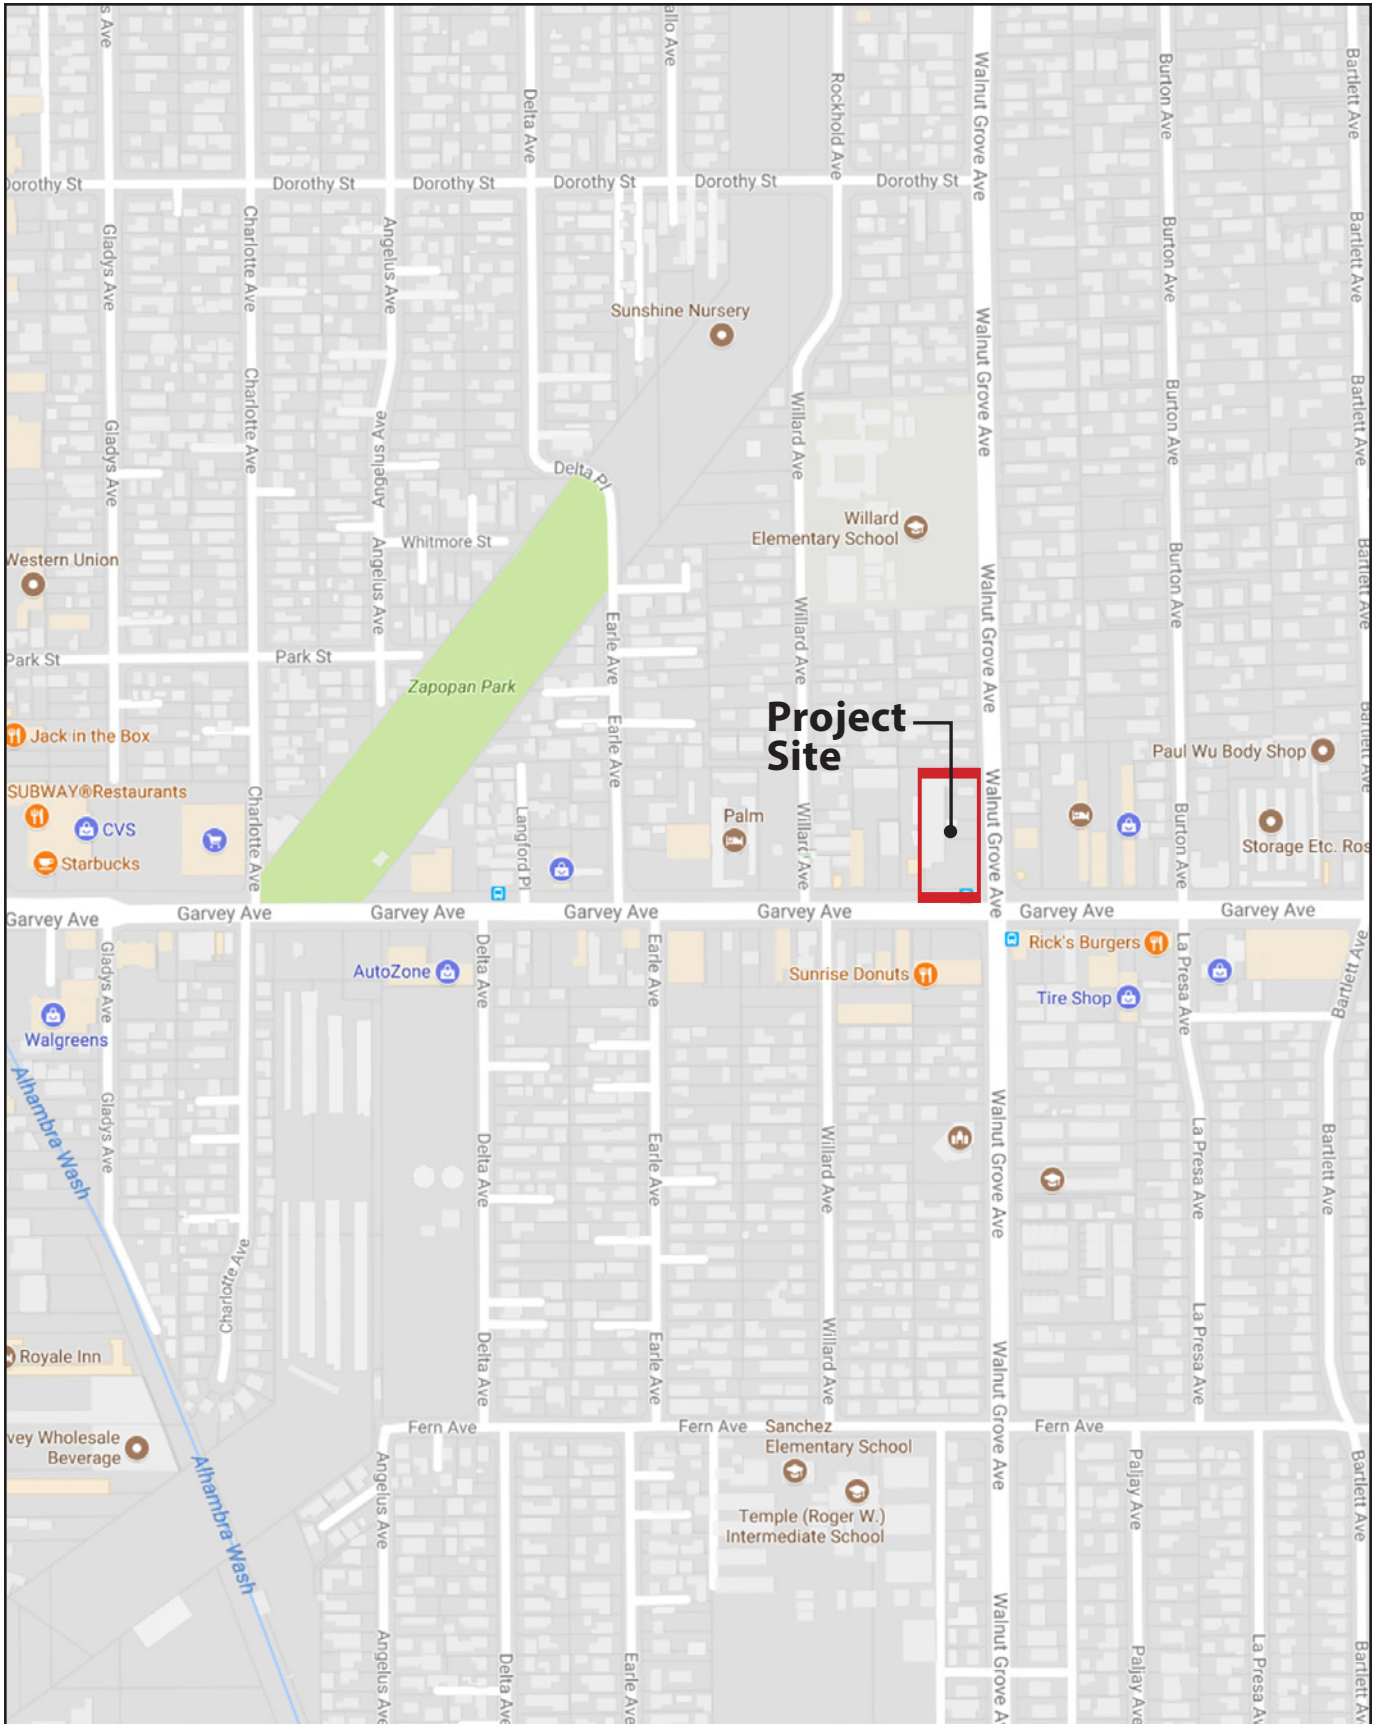 s Ave
allo Ave
Delta Ave
Rockhold Ave
Walnut Grove Ave
Burton Ave
Bartlett Ave
Dorothy St
Dorothy St
Dorothy St
Dorothy St
Dorothy St
Dorothy St
Gladys Ave
Charlotte Ave
Angelus Ave
Burton Ave
Bartlett Ave
Sunshine Nursery
Walnut Grove Ave
Gladys Ave
Charlotte Ave
Angelus Ave
Willard Ave
Burton Ave
Bartlett Ave
Delta Pl
Willard
Elementary School
Whitmore St
Angelus Ave
Western Union
Walnut Grove Ave
Burton Ave
Bartlett Ave
Earle Ave
Willard Ave
Park St
Park St
Zapopan Park
Project
Site
Jack in the Box
Earle Ave
Bartlett Ave
Paul Wu Body Shop
SUBWAY®Restaurants
CVS
Starbucks
Charlotte Ave
Langford Pl
Palm
Willard Ave
Walnut Grove Ave
Burton Ave
Storage Etc. Ros
Garvey Ave
Garvey Ave
Garvey Ave
Garvey Ave
Garvey Ave
Garvey Ave
Garvey Ave
Gladys Ave
AutoZone
Delta Ave
Earle Ave
Sunrise Donuts
Rick's Burgers
Tire Shop
La Presa Ave
Bartlett Ave
Walgreens
Alhambra Wash
Gladys Ave
Delta Ave
Earle Ave
Willard Ave
Walnut Grove Ave
La Presa Ave
Bartlett Ave
Charlotte Ave
Royale Inn
Delta Ave
Earle Ave
Willard Ave
Walnut Grove Ave
La Presa Ave
Fern Ave
Fern Ave
Fern Ave
Sanchez
Elementary School
vey Wholesale
Beverage
Alhambra Wash
Angelus Ave
Temple (Roger W.)
Intermediate School
Paljay Ave
Bartlett Ave
Angelus Ave
Delta Ave
Earle Ave
Walnut Grove A
Paljay Ave
La Presa Av
Bartlett Av